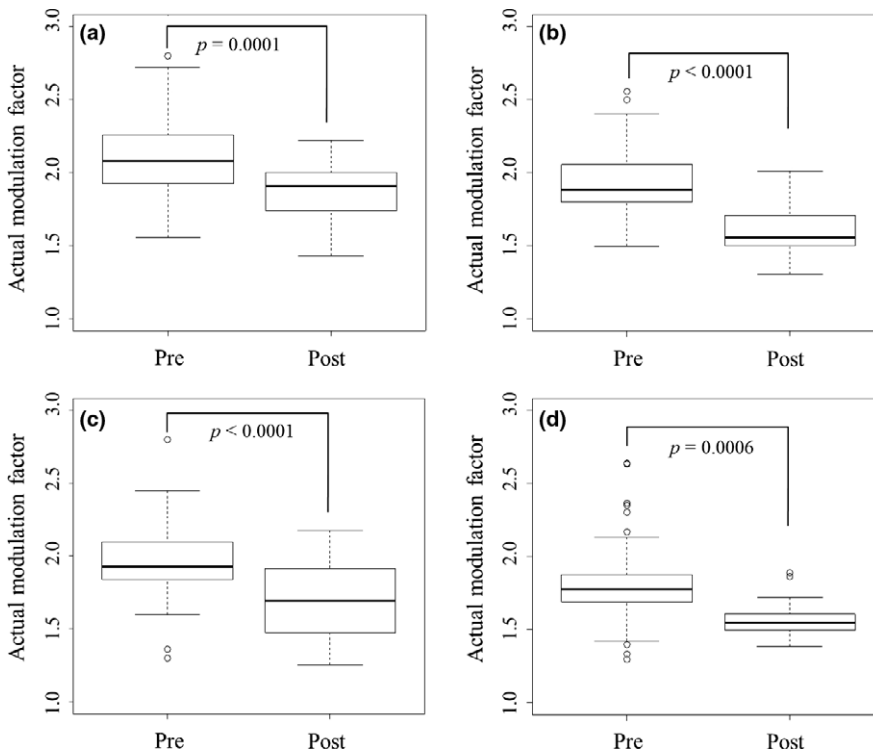 (a)
p = 0.0001
Actual modulation factor
3.0
2.5
2.0
1.5
1.0
Pre
Post
(b)
p < 0.0001
Actual modulation factor
3.0
2.5
2.0
1.5
1.0
Pre
Post
(c)
p < 0.0001
Actual modulation factor
3.0
2.5
2.0
1.5
1.0
Pre
Post
(d)
p = 0.0006
Actual modulation factor
3.0
2.5
2.0
1.5
1.0
Pre
Post